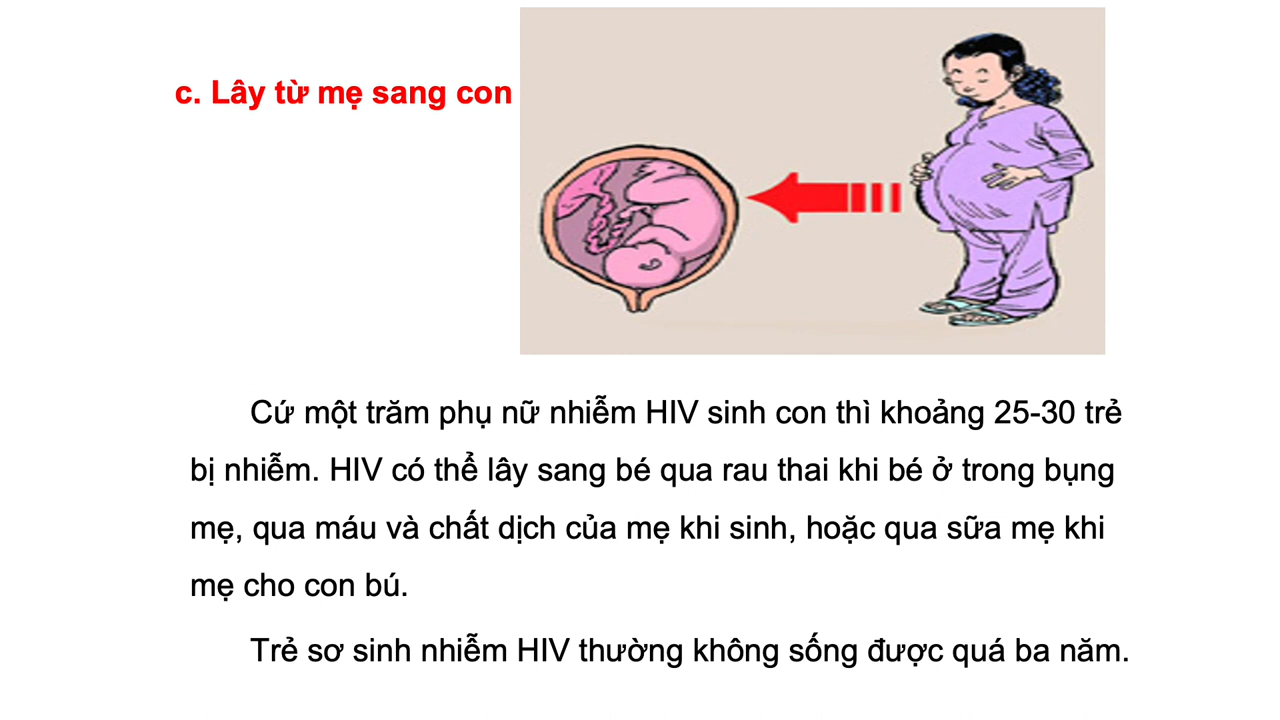 c. Lây từ mẹ sang con
Cứ một trăm phụ nữ nhiễm HIV sinh con thì khoảng 25-30 trẻ
bị nhiễm. HIV có thể lây sang bé qua rau thai khi bé ở trong bụng
mẹ, qua máu và chất dịch của mẹ khi sinh, hoặc qua sữa mẹ khi
mẹ cho con bú.
Trẻ sơ sinh nhiễm HIV thường không sống được quá ba năm.